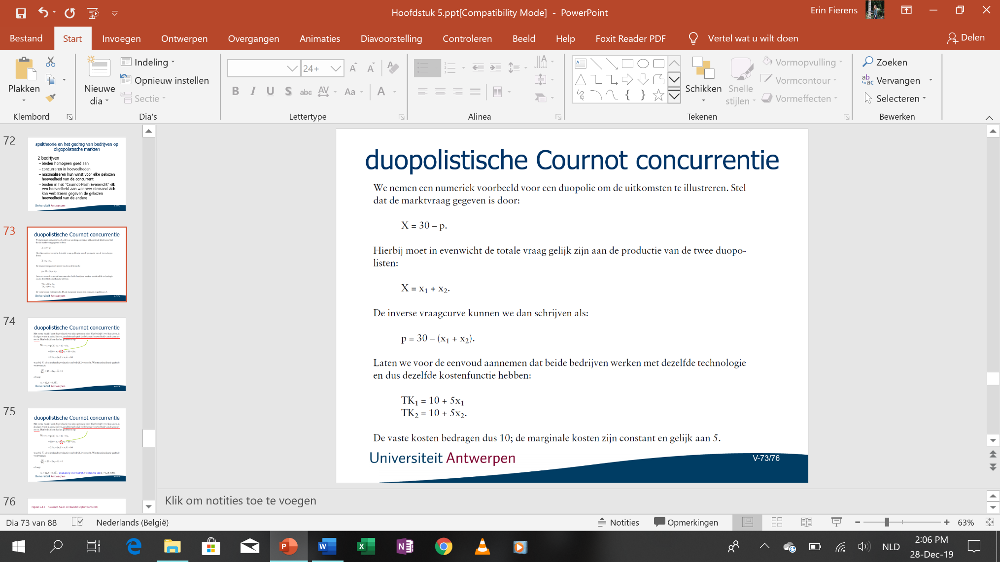 Hoofdstuk 5.ppt[Compatibility Mode] - PowerPoint
Erin Fierens
Bestand Start Invoegen Ontwerpen Overgangen Animaties Diavoorstelling Controleren Beeld Help Foxit Reader PDF Vertel wat u wilt doen Delen
Plakken
Klembord
Nieuwe dia
Indeling
Opnieuw instellen
Sectie
Dia's
24+
B I U S abc AV Aa A
Lettertype
Alinea
Schikken
Snelle stijlen
Vormopvulling
Vormcontour
Vormeffecten
Tekenen
Zoeken
Vervangen
Selecteren
Bewerken
72
speltheorie en het gedrag van bedrijven op
oligopolistische markten
2 bedrijven
– bieden homogeen goed aan
– concurreren in hoeveelheden
– maximaliseren hun winst voor elke gekozen
hoeveelheid van de concurrent
– bieden in het "Cournot-Nash Evenwicht" elk
een hoeveelheid aan wanneer niemand zich
kan verbeteren gegeven de gekozen
hoeveelheid van de andere
Universiteit Antwerpen
73
duopolistische Cournot concurrentie
Universiteit Antwerpen
74
duopolistische Cournot concurrentie
Universiteit Antwerpen
75
duopolistische Cournot concurrentie
Universiteit Antwerpen
76
Figuur 5.14 Cournot-Nash-evenwicht (cijfervoorbeeld)
duopolistische Cournot concurrentie
We nemen een numeriek voorbeeld voor een duopolie om de uitkomsten te illustreren. Stel
dat de marktvraag gegeven is door:
X = 30 – p.
Hierbij moet in evenwicht de totale vraag gelijk zijn aan de productie van de twee duopo-
listen:
X = x₁ + x₂.
De inverse vraagcurve kunnen we dan schrijven als:
p = 30 – (x₁ + x₂).
Laten we voor de eenvoud aannemen dat beide bedrijven werken met dezelfde technologie
en dus dezelfde kostenfunctie hebben:
TK₁ = 10 + 5x₁
TK₂ = 10 + 5x₂.
De vaste kosten bedragen dus 10; de marginale kosten zijn constant en gelijk aan 5.
Universiteit Antwerpen
V-73/76
Klik om notities toe te voegen
Dia 73 van 88 Nederlands (België) Notities Opmerkingen 63%
NLD
2:06 PM
28-Dec-19